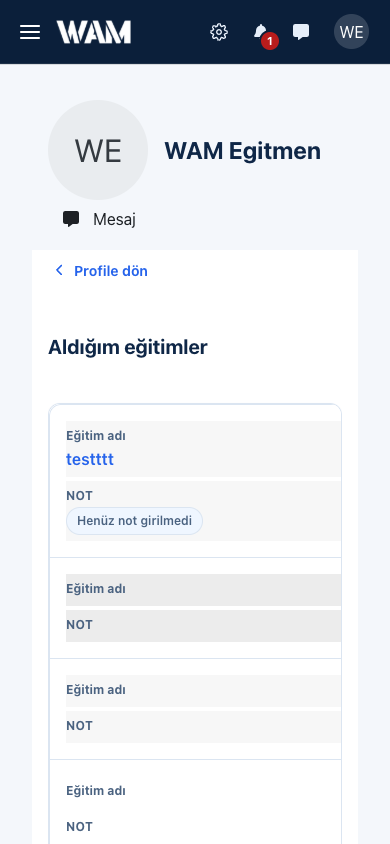 WAM
1
WE
WE
WAM Egitmen
Mesaj
Profile dön
Aldığım eğitimler
Eğitim adı
testttt
NOT
Henüz not girilmedi
Eğitim adı
NOT
Eğitim adı
NOT
Eğitim adı
NOT